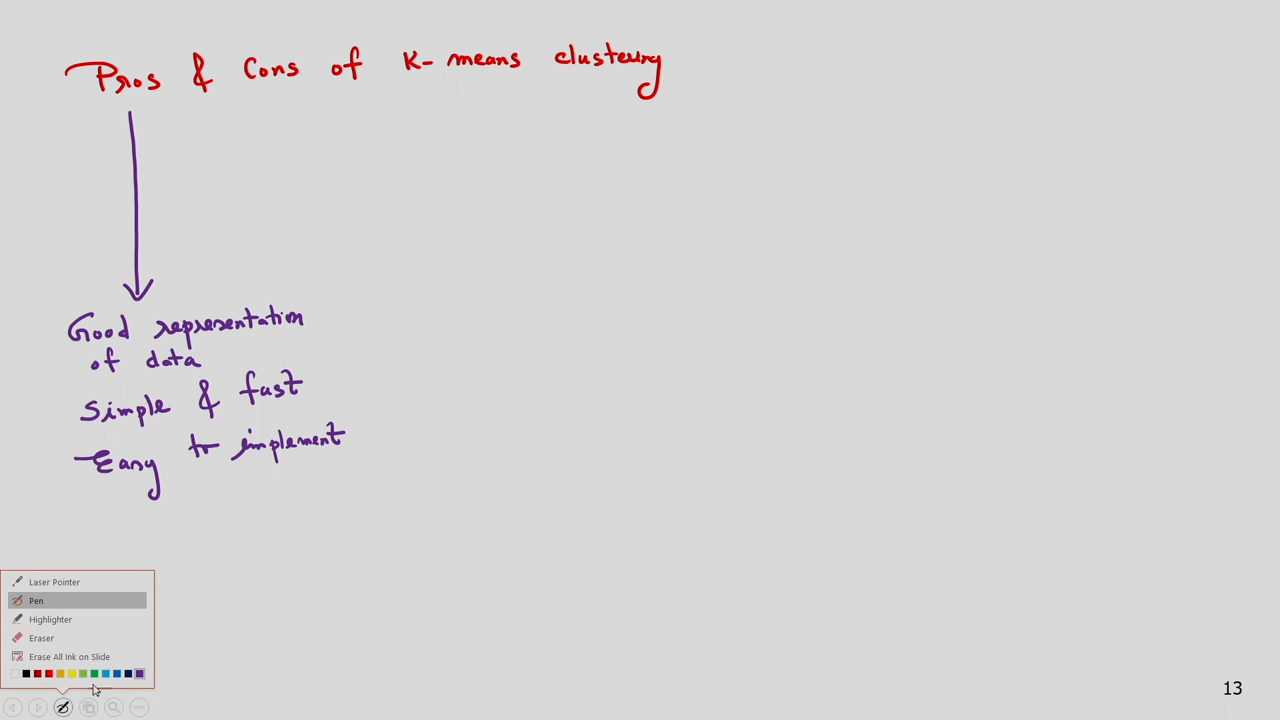 Pros & Cons of K-means clustering
Good representation
of data
Simple & fast
Easy to implement
Laser Pointer
Pen
Highlighter
Eraser
Erase All Ink on Slide
13